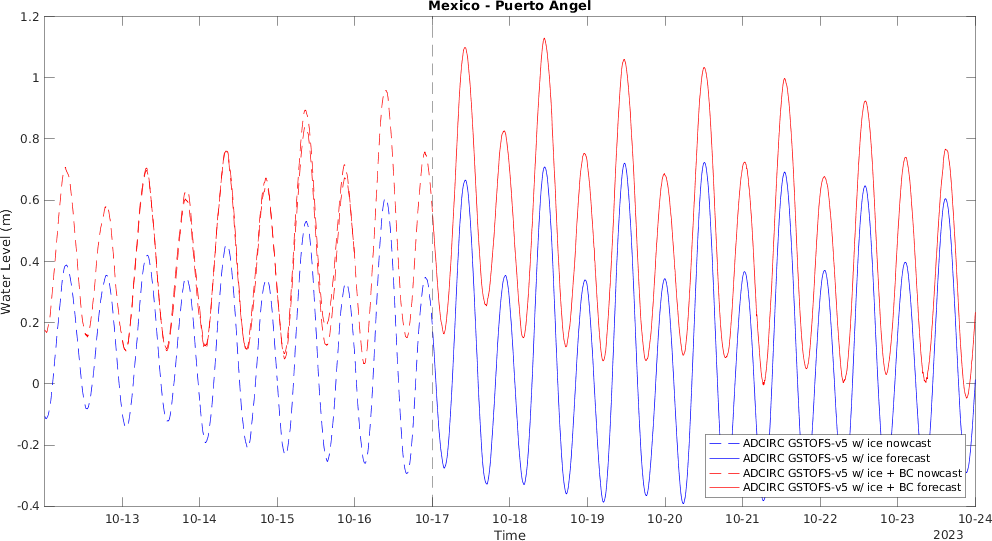 Mexico - Puerto Angel
1.2
1
0.8
0.6
0.4
0.2
0
-0.2
-0.4
Water Level (m)
ADCIRC GSTOFS-v5 w/ ice nowcast
ADCIRC GSTOFS-v5 w/ ice forecast
ADCIRC GSTOFS-v5 w/ ice + BC nowcast
ADCIRC GSTOFS-v5 w/ ice + BC forecast
10-13 10-14 10-15 10-16 10-17 10-18 10-19 10-20 10-21 10-22 10-23 10-24
Time
2023